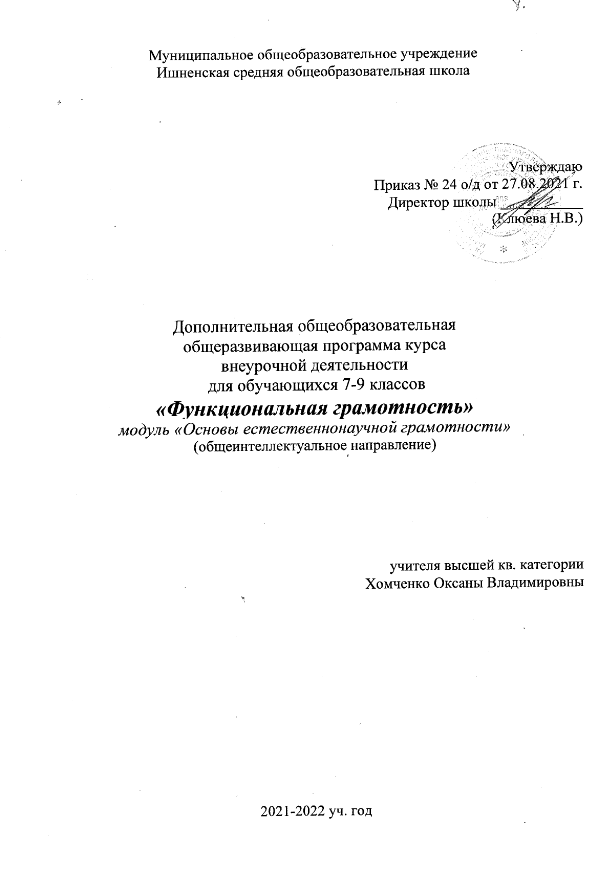 Муниципальное общеобразовательное учреждение
Ишненская средняя общеобразовательная школа
Утверждаю
Приказ № 24 о/д от 27.08.2021 г.
Директор школы
(Клюева Н.В.)
Дополнительная общеобразовательная
общеразвивающая программа курса
внеурочной деятельности
для обучающихся 7-9 классов
«Функциональная грамотность»
модуль «Основы естественнонаучной грамотности»
(общеинтеллектуальное направление)
учителя высшей кв. категории
Хомченко Оксаны Владимировны
2021-2022 уч. год